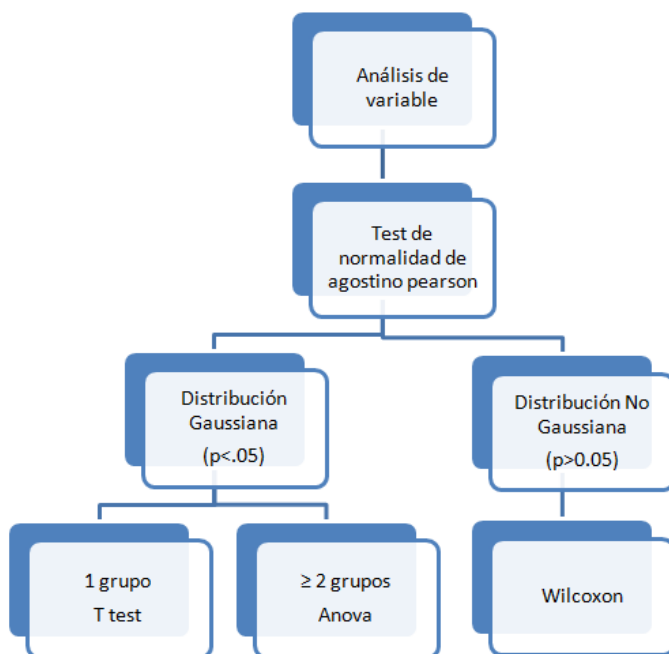 Análisis de
variable
Test de
normalidad de
agostino pearson
Distribución
Gaussiana
(p<.05)
Distribución No
Gaussiana
(p>0.05)
1 grupo
T test
≥ 2 grupos
Anova
Wilcoxon